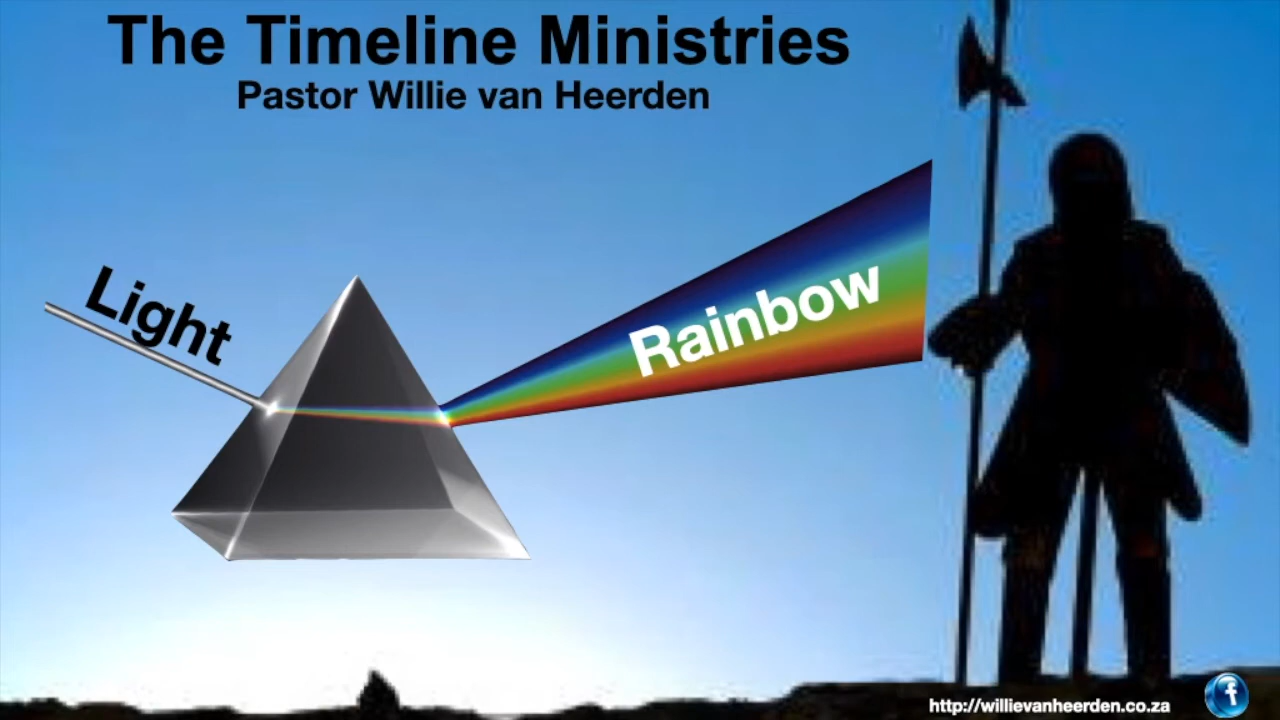 The Timeline Ministries
Pastor Willie van Heerden
Light
Rainbow
http://willievanheerden.co.za
f